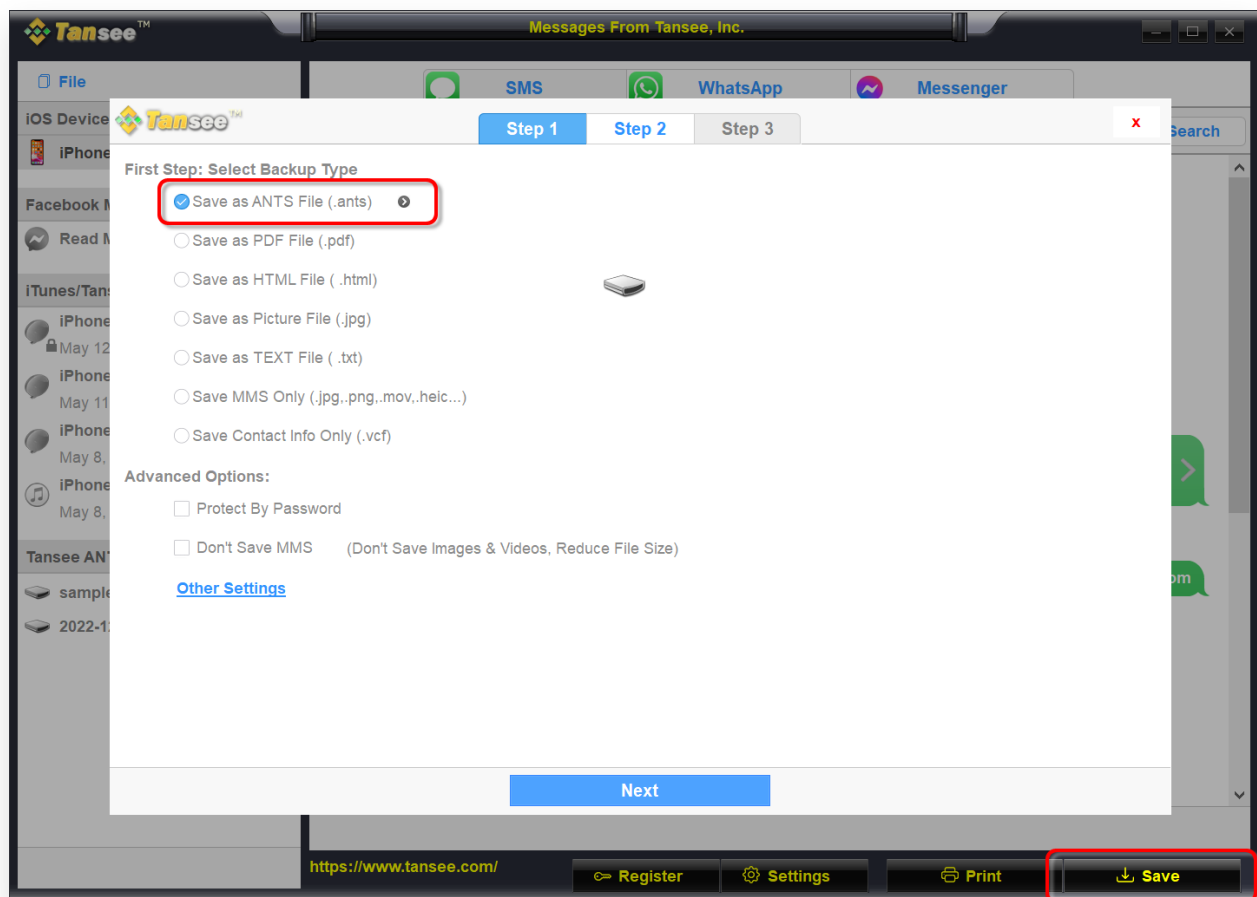 Tansee™
Messages From Tansee, Inc.
File
SMS
WhatsApp
Messenger
iOS Device
Search
iPhone
Facebook
Read
iPhone
May 12
iPhone
May 11
iPhone
May 8,
iPhone
May 8,
Tansee
sample
Tansee™
Step 1
Step 2
Step 3
x
First Step: Select Backup Type
Save as ANTS File (.ants)
Save as PDF File (.pdf)
Save as HTML File ( .html)
Save as Picture File (.jpg)
Save as TEXT File ( .txt)
Save MMS Only (.jpg,.png,.mov,.heic...)
Save Contact Info Only (.vcf)
Advanced Options:
Protect By Password
Don't Save MMS (Don't Save Images & Videos, Reduce File Size)
Other Settings
Next
https://www.tansee.com/
Register
Settings
Print
Save